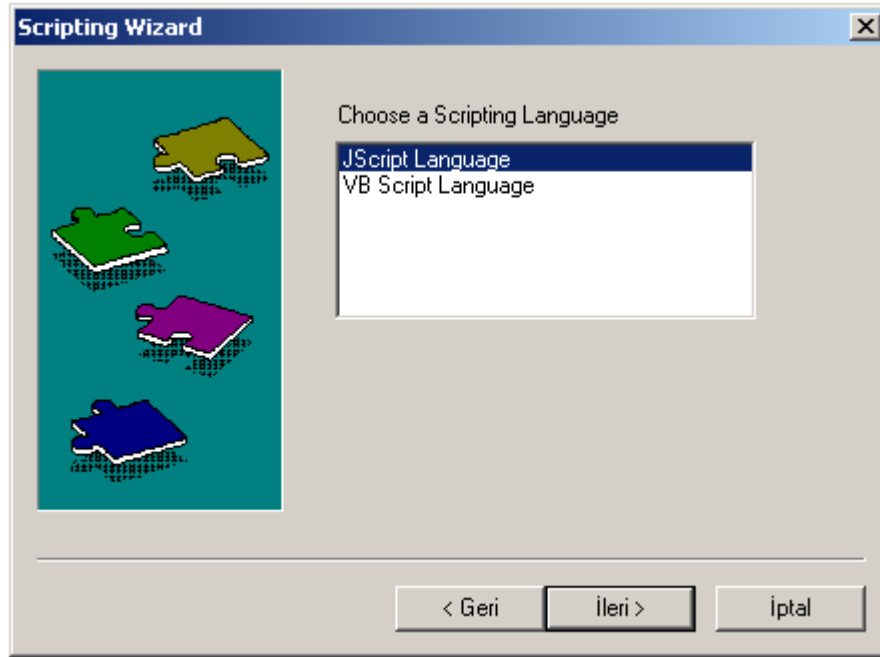 Scripting Wizard
Choose a Scripting Language
JScript Language
VB Script Language
< Geri
İleri >
İptal